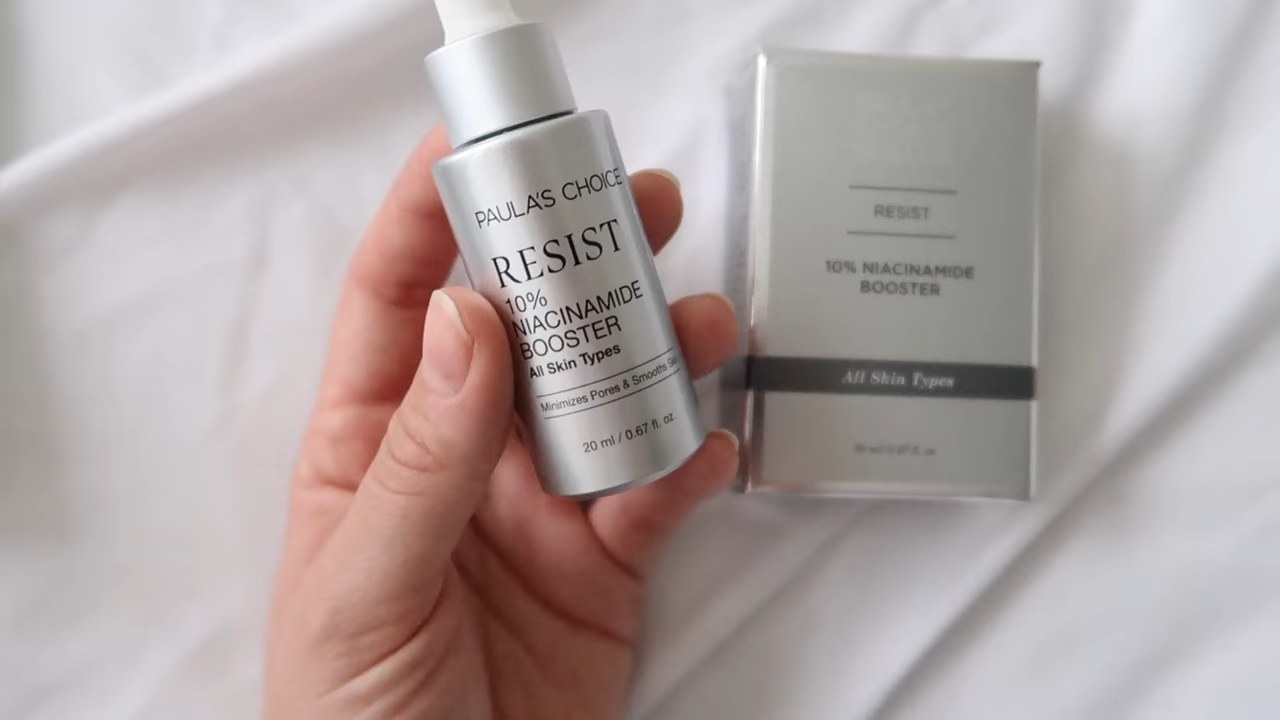 PAULA'S CHOICE
RESIST
10%
NIACINAMIDE
BOOSTER
All Skin Types
Minimizes Pores & Smooths
20 ml / 0.67 fl. oz.
RESIST
10% NIACINAMIDE
BOOSTER
All Skin Types